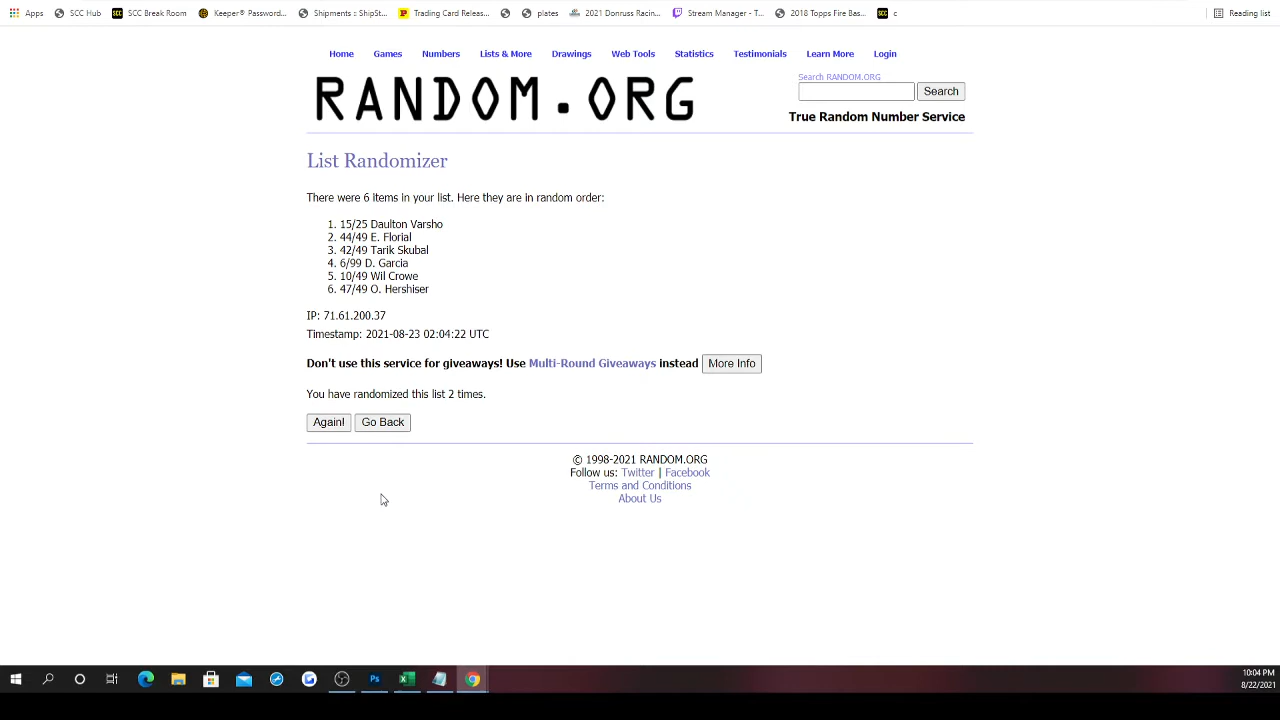 Apps SCC Hub SCC Break Room Keeper® Password... Shipments :: ShipSt... Trading Card Releas... plates 2021 Donruss Racin... Stream Manager - T... 2018 Topps Fire Bas... c Reading list
Home Games Numbers Lists & More Drawings Web Tools Statistics Testimonials Learn More Login
RANDOM.ORG
Search RANDOM.ORG
Search
True Random Number Service
List Randomizer
There were 6 items in your list. Here they are in random order:
1. 15/25 Daulton Varsho
2. 44/49 E. Florial
3. 42/49 Tarik Skubal
4. 6/99 D. Garcia
5. 10/49 Wil Crowe
6. 47/49 O. Hershiser
IP: 71.61.200.37
Timestamp: 2021-08-23 02:04:22 UTC
Don't use this service for giveaways! Use Multi-Round Giveaways instead More Info
You have randomized this list 2 times.
Again! Go Back
© 1998-2021 RANDOM.ORG
Follow us: Twitter | Facebook
Terms and Conditions
About Us
10:04 PM
8/22/2021